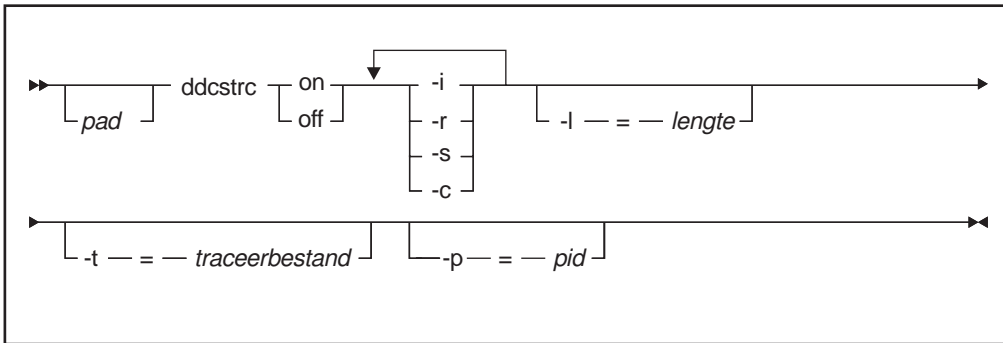 on -i
ddcstrc
pad off -r -l = lengte
-s
-c
-t = traceerbestand -p = pid